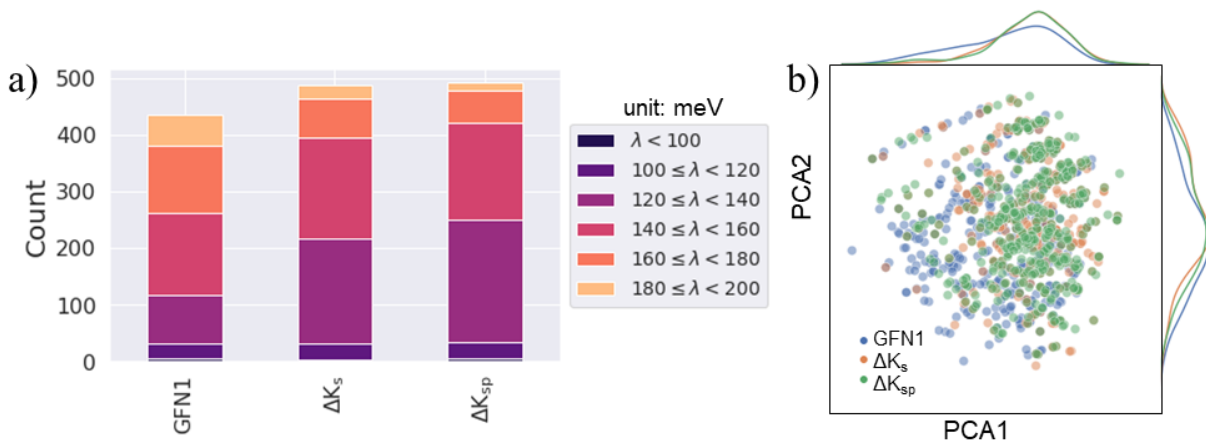 a)
500
400
300
200
100
0
Count
GFN1
ΔKs
ΔKsp
unit: meV
λ < 100
100 ≤ λ < 120
120 ≤ λ < 140
140 ≤ λ < 160
160 ≤ λ < 180
180 ≤ λ < 200
b)
PCA2
GFN1
ΔKs
ΔKsp
PCA1